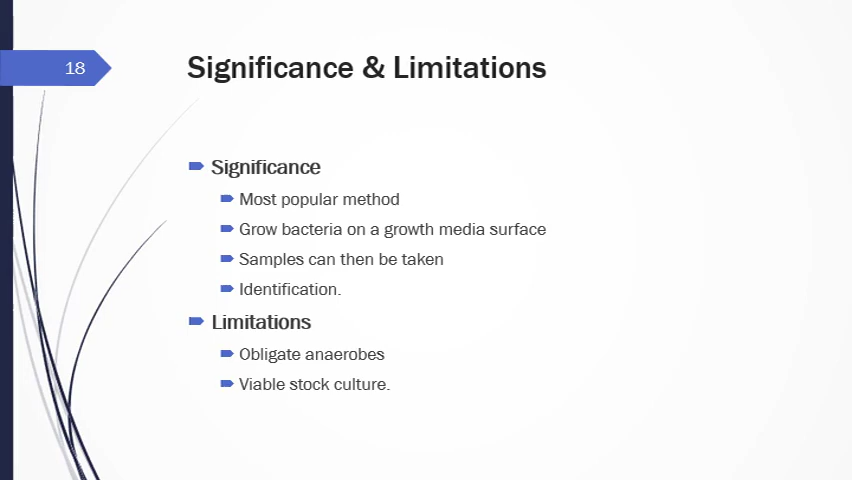 18
Significance & Limitations
Significance
Most popular method
Grow bacteria on a growth media surface
Samples can then be taken
Identification.
Limitations
Obligate anaerobes
Viable stock culture.